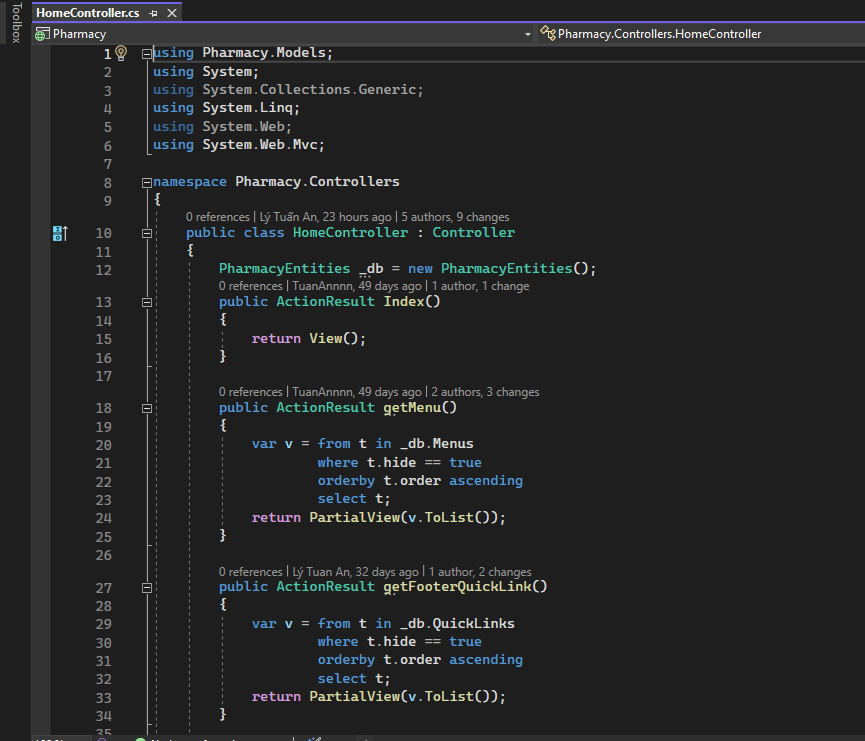 Toolbox
HomeController.cs
Pharmacy
Pharmacy.Controllers.HomeController
1 using Pharmacy.Models;
2 using System;
3 using System.Collections.Generic;
4 using System.Linq;
5 using System.Web;
6 using System.Web.Mvc;
7
8 namespace Pharmacy.Controllers
9 {
0 references | Lý Tuấn An, 23 hours ago | 5 authors, 9 changes
10 public class HomeController : Controller
11 {
12 PharmacyEntities _db = new PharmacyEntities();
0 references | TuanAnnnn, 49 days ago | 1 author, 1 change
13 public ActionResult Index()
14 {
15 return View();
16 }
17
0 references | TuanAnnnn, 49 days ago | 2 authors, 3 changes
18 public ActionResult getMenu()
19 {
20 var v = from t in _db.Menus
21 where t.hide == true
22 orderby t.order ascending
23 select t;
24 return PartialView(v.ToList());
25 }
26
0 references | Lý Tuan An, 32 days ago | 1 author, 2 changes
27 public ActionResult getFooterQuickLink()
28 {
29 var v = from t in _db.QuickLinks
30 where t.hide == true
31 orderby t.order ascending
32 select t;
33 return PartialView(v.ToList());
34 }
35